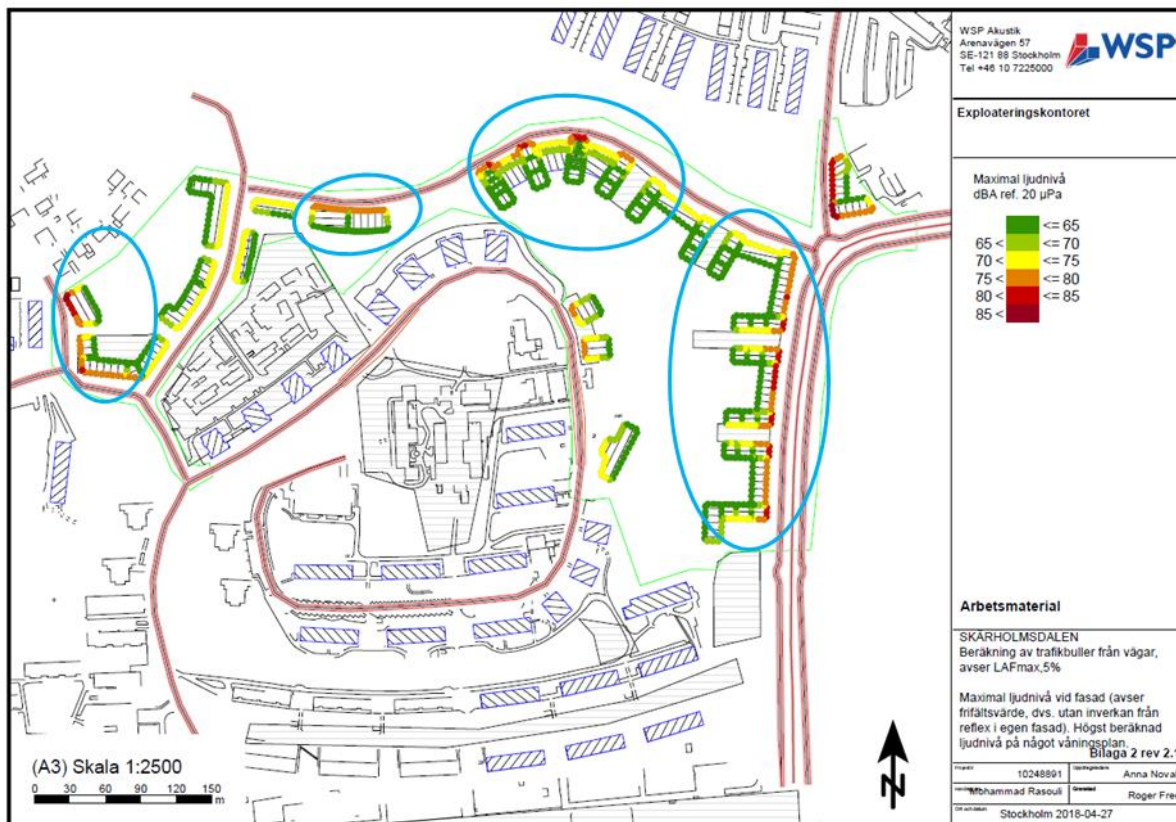 WSP Akustik
Arenavägen 57
SE-121 88 Stockholm
Tel +46 10 7225000
WSP
Exploateringskontoret
Maximal ljudnivå
dBA ref. 20 µPa
<= 65
65 < <= 70
70 < <= 75
75 < <= 80
80 < <= 85
85 <
Arbetsmaterial
SKÄRHOLMSDALEN
Beräkning av trafikbuller från vägar,
avser LAFmax,5%
Maximal ljudnivå vid fasad (avser
frifältsvärde, dvs. utan inverkan från
reflex i egen fasad). Högst beräknad
ljudnivå på något våningsplan.
Bilaga 2 rev 2.
10248891 Anna Nova
Mohammad Rasouli Granskad Roger Fre
Stockholm 2018-04-27
(A3) Skala 1:2500
0 30 60 90 120 150
m
N